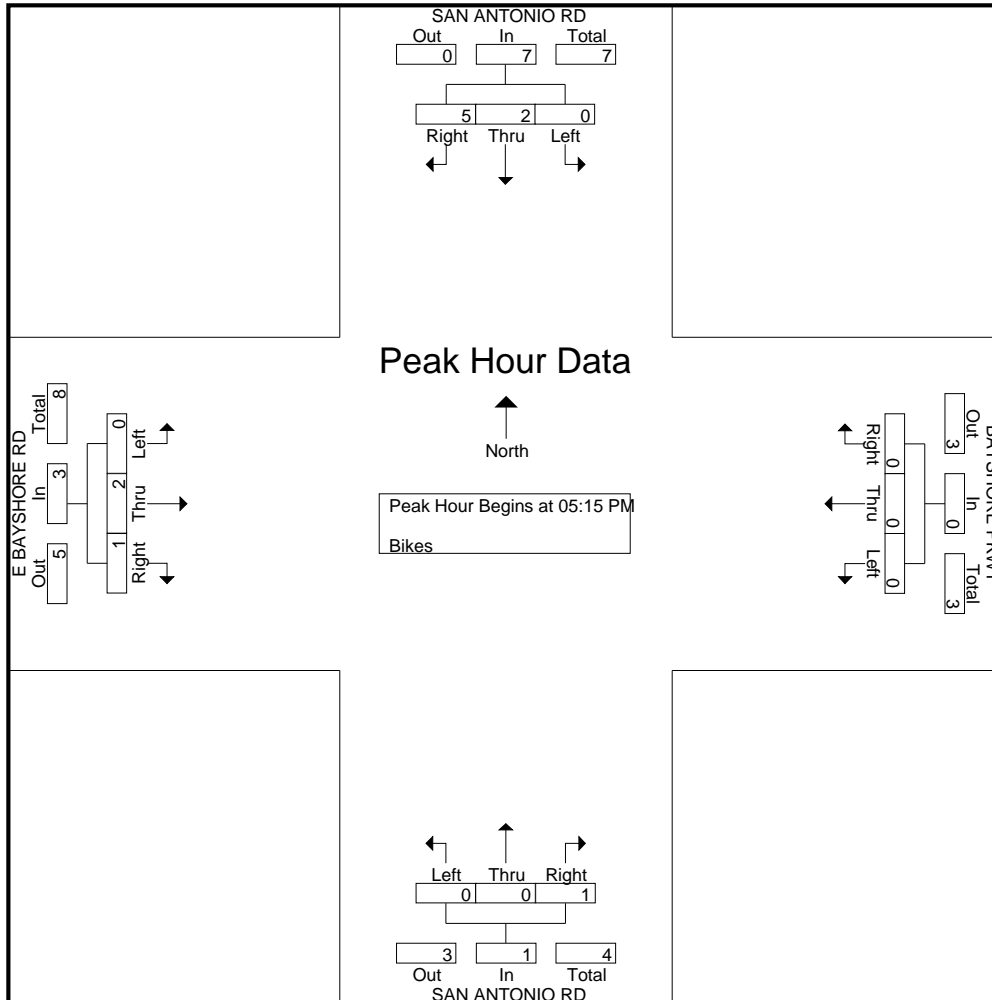 SAN ANTONIO RD
Out In Total
0 7 7
5 2 0
Right Thru Left
Peak Hour Data
North
Peak Hour Begins at 05:15 PM
Bikes
E BAYSHORE RD
Out In Total
5 3 8
0 2 1
Left Thru Right
Out In Total
3 0 3
Right Thru Left
0 0 0
Left Thru Right
0 0 1
3 1 4
Out In Total
SAN ANTONIO RD